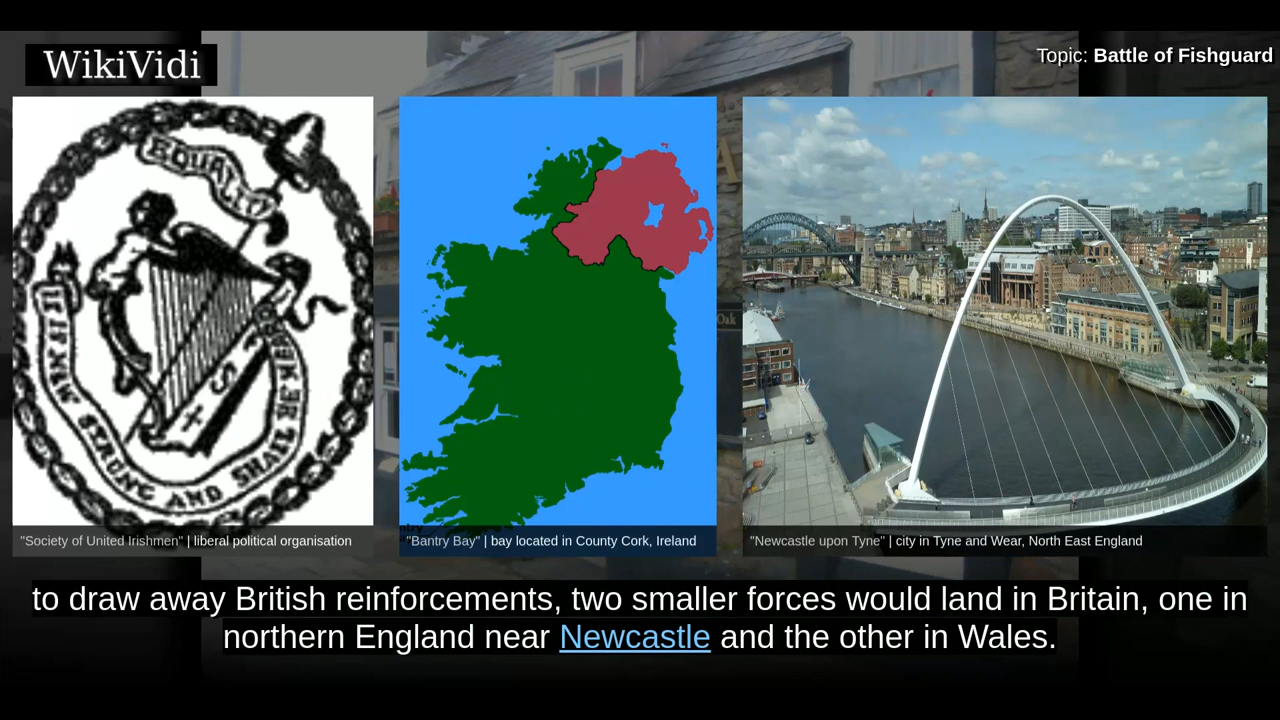 WikiVidi
Topic: Battle of Fishguard
EQUALITY
IT IS NEW STRUNG AND SHALL BE HEARD
Oak
"Society of United Irishmen" | liberal political organisation
"Bantry Bay" | bay located in County Cork, Ireland
"Newcastle upon Tyne" | city in Tyne and Wear, North East England
to draw away British reinforcements, two smaller forces would land in Britain, one in
northern England near Newcastle and the other in Wales.